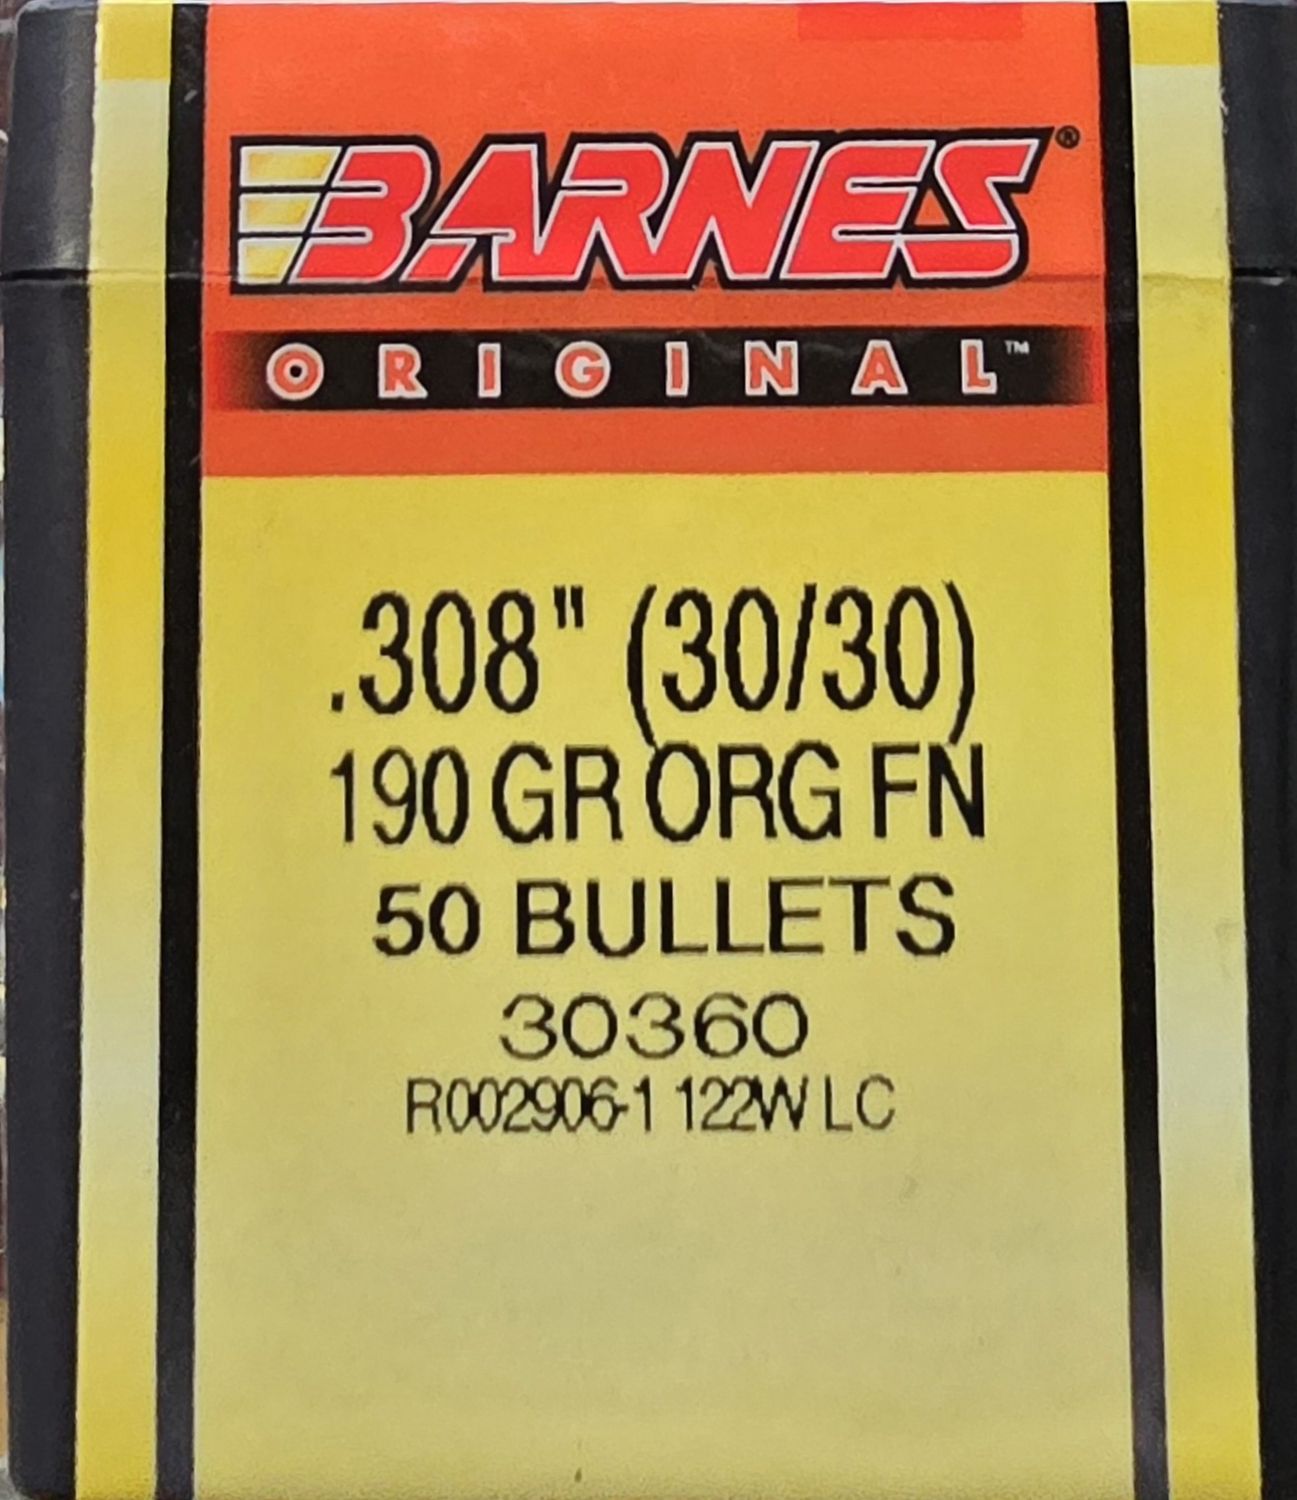 BARNES®
ORIGINAL™
.308" (30/30)
190 GR ORG FN
50 BULLETS
30360
R002906-1 122W LC